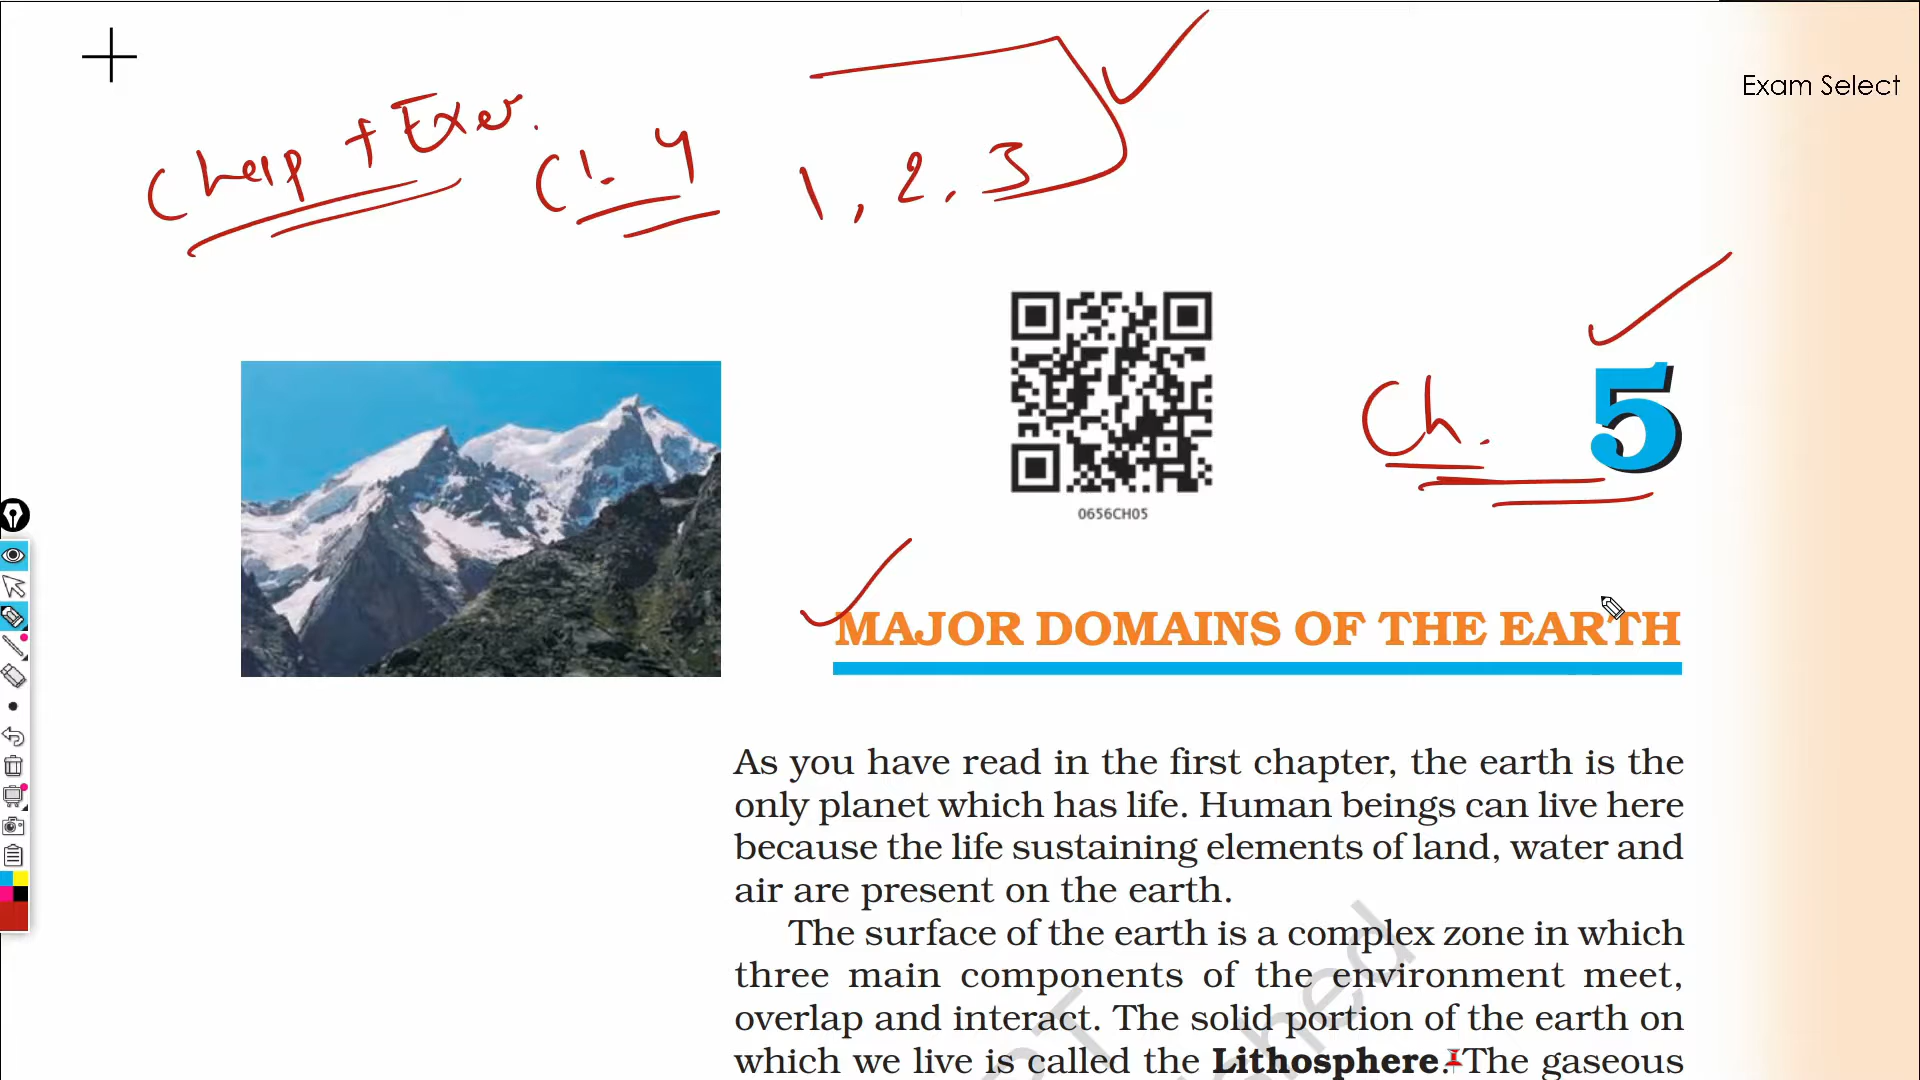 Exam Select
Chap + Exer.
Cl. 4
1, 2, 3
0656CH05
Ch. 5
MAJOR DOMAINS OF THE EARTH
As you have read in the first chapter, the earth is the
only planet which has life. Human beings can live here
because the life sustaining elements of land, water and
air are present on the earth.
The surface of the earth is a complex zone in which
three main components of the environment meet,
overlap and interact. The solid portion of the earth on
which we live is called the Lithosphere. The gaseous